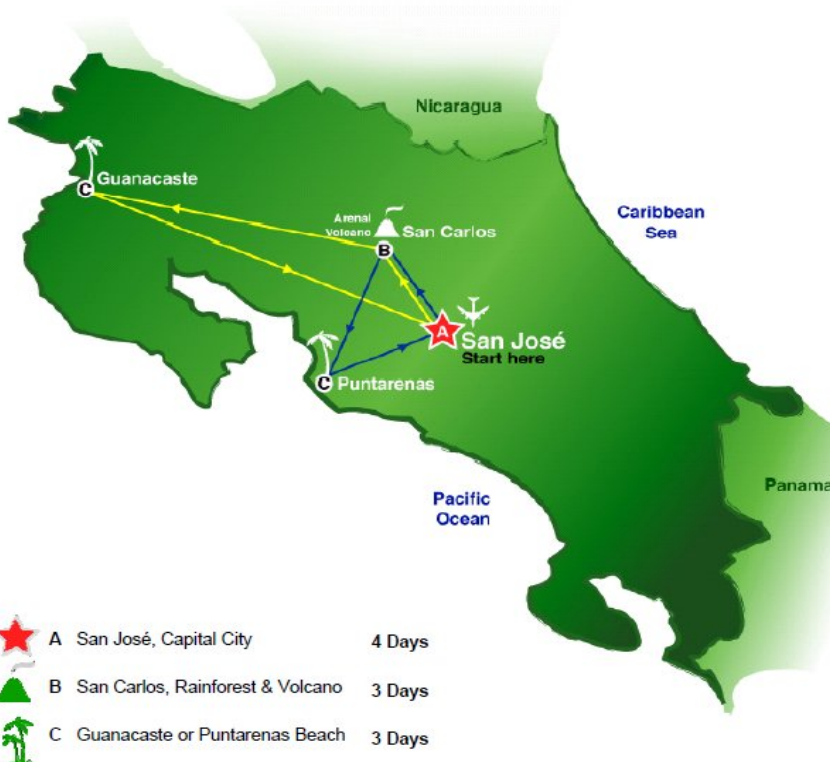 Nicaragua
Guanacaste
C
Caribbean
Sea
Arenal
Volcano
San Carlos
B
A
San José
Start here
C
Puntarenas
Panama
Pacific
Ocean
A San José, Capital City 4 Days
B San Carlos, Rainforest & Volcano 3 Days
C Guanacaste or Puntarenas Beach 3 Days